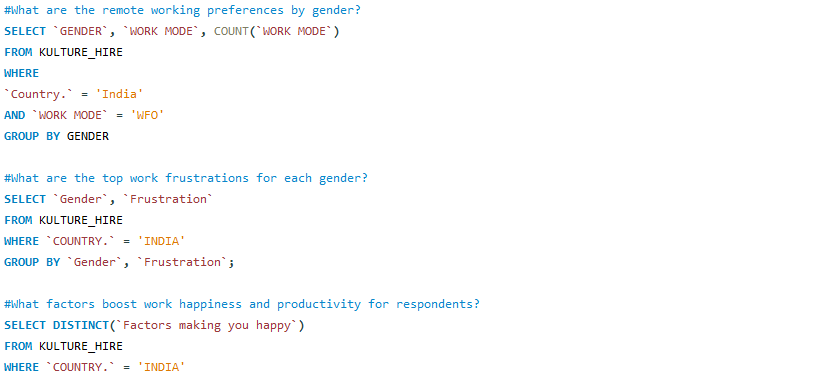 #What are the remote working preferences by gender?
SELECT `GENDER`, `WORK MODE`, COUNT(`WORK MODE`)
FROM KULTURE_HIRE
WHERE
`Country.` = 'India'
AND `WORK MODE` = 'WFO'
GROUP BY GENDER
#What are the top work frustrations for each gender?
SELECT `Gender`, `Frustration`
FROM KULTURE_HIRE
WHERE `COUNTRY.` = 'INDIA'
GROUP BY `Gender`, `Frustration`;
#What factors boost work happiness and productivity for respondents?
SELECT DISTINCT(`Factors making you happy`)
FROM KULTURE_HIRE
WHERE `COUNTRY.` = 'INDIA'